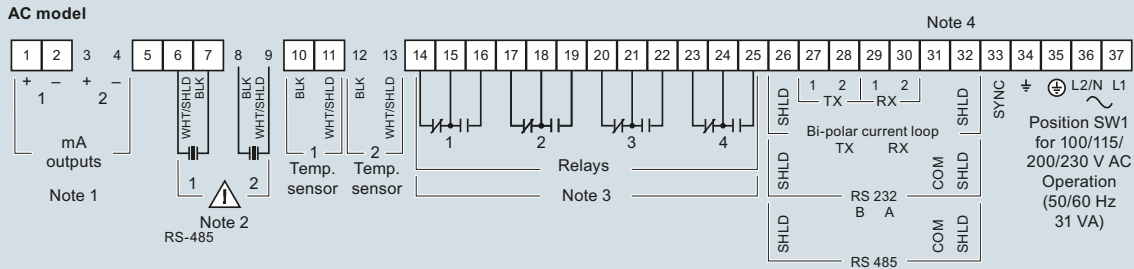 AC model
Note 4
1 2 3 4 5 6 7 8 9 10 11 12 13 14 15 16 17 18 19 20 21 22 23 24 25 26 27 28 29 30 31 32 33 34 35 36 37
+ – + –
1 2
mA
outputs
Note 1
WHT/SHLD
BLK
BLK
WHT/SHLD
1 2
Note 2
RS-485
BLK
WHT/SHLD
1
Temp.
sensor
BLK
SHLD
2
Temp.
sensor
1 2 3 4
Relays
Note 3
SHLD
1 2 1 2
TX RX
SHLD
Bi-polar current loop
SHLD
TX RX
COM
SHLD
RS 232
SHLD
B A
COM
SHLD
RS 485
SYNC
L2/N L1
Position SW1
for 100/115/
200/230 V AC
Operation
(50/60 Hz
31 VA)